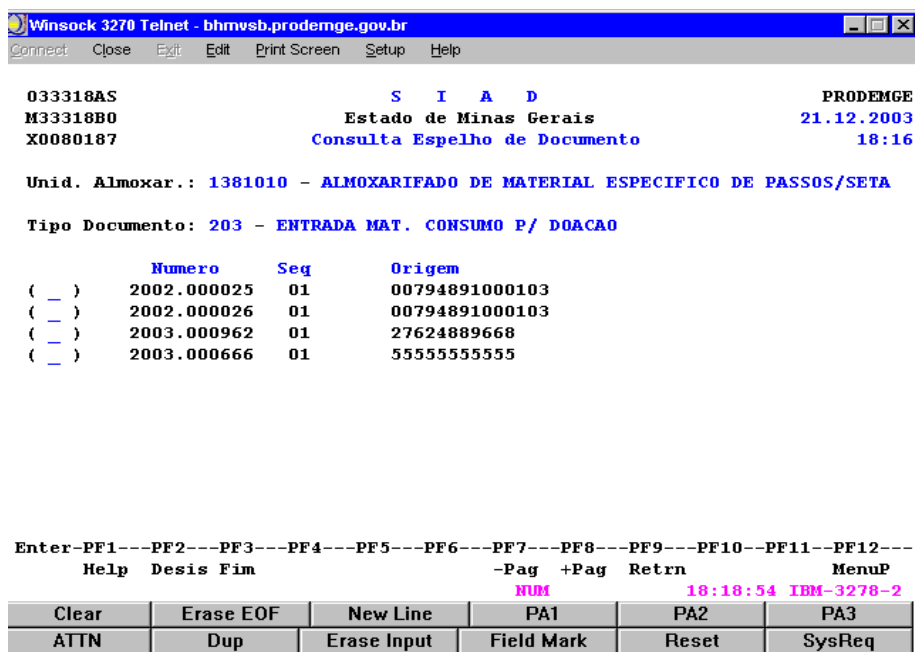 Winsock 3270 Telnet - bhmvsb.prodemge.gov.br
Connect Close Exit Edit Print Screen Setup Help
033318AS S I A D PRODEMGE
M33318B0 Estado de Minas Gerais 21.12.2003
X0080187 Consulta Espelho de Documento 18:16
Unid. Almoxar.: 1381010 - ALMOXARIFADO DE MATERIAL ESPECIFICO DE PASSOS/SETA
Tipo Documento: 203 - ENTRADA MAT. CONSUMO P/ DOACAO
Numero Seq Origem
( _ ) 2002.000025 01 00794891000103
( _ ) 2002.000026 01 00794891000103
( _ ) 2003.000962 01 27624889668
( _ ) 2003.000666 01 55555555555
Enter-PF1---PF2---PF3---PF4---PF5---PF6---PF7---PF8---PF9---PF10--PF11--PF12---
Help Desis Fim -Pag +Pag Retrn MenuP
NUM 18:18:54 IBM-3278-2
Clear Erase EOF New Line PA1 PA2 PA3
ATTN Dup Erase Input Field Mark Reset SysReq